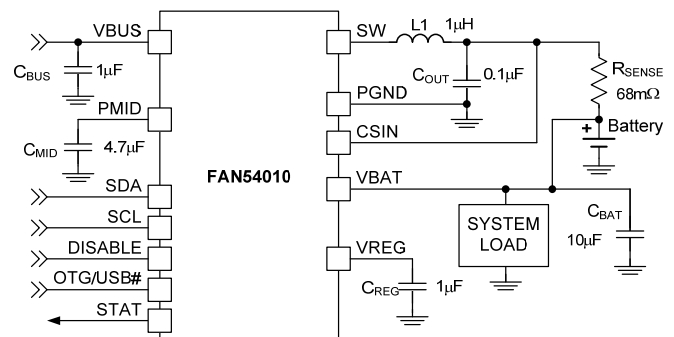 VBUS
CBUS
1μF
PMID
CMID
4.7μF
SDA
SCL
DISABLE
OTG/USB#
STAT
FAN54010
SW
L1 1μH
COUT 0.1μF
PGND
CSIN
VBAT
VREG
CREG 1μF
RSENSE
68mΩ
+ Battery
SYSTEM
LOAD
CBAT
10μF